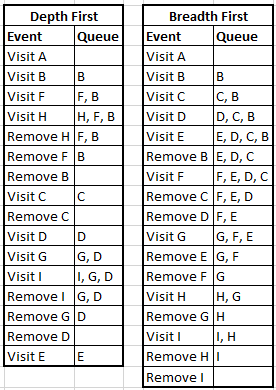 Depth First Breadth First
Event Queue Event Queue
Visit A Visit A
Visit B B Visit B B
Visit F F, B Visit C C, B
Visit H H, F, B Visit D D, C, B
Remove H F, B Visit E E, D, C, B
Remove F B Remove B E, D, C
Remove B Visit F F, E, D, C
Visit C C Remove C F, E, D
Remove C Remove D F, E
Visit D D Visit G G, F, E
Visit G G, D Remove E G, F
Visit I I, G, D Remove F G
Remove I G, D Visit H H, G
Remove G D Remove G H
Remove D Visit I I, H
Visit E E Remove H I
Remove I